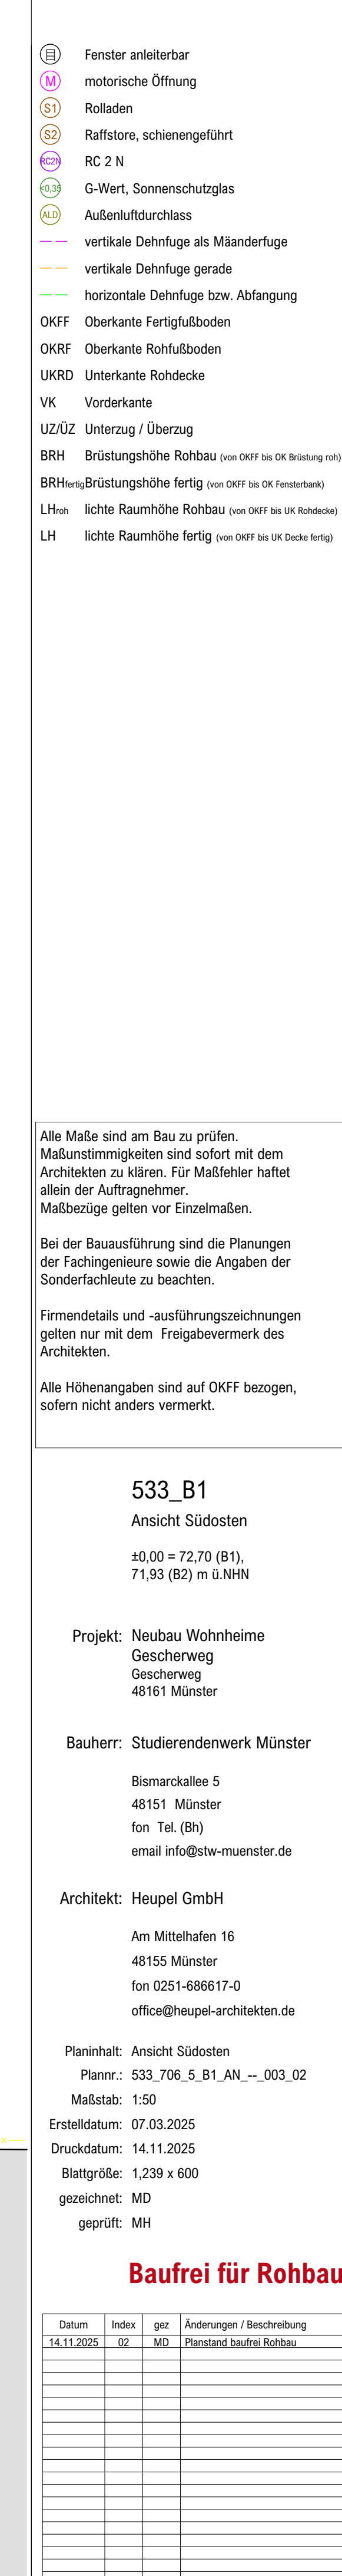 Fenster anleiterbar
M motorische Öffnung
S1 Rolladen
S2 Raffstore, schienengeführt
RC2N RC 2 N
<0,35 G-Wert, Sonnenschutzglas
ALD Außenluftdurchlass
vertikale Dehnfuge als Mäanderfuge
vertikale Dehnfuge gerade
horizontale Dehnfuge bzw. Abfangung
OKFF Oberkante Fertigfußboden
OKRF Oberkante Rohfußboden
UKRD Unterkante Rohdecke
VK Vorderkante
UZ/ÜZ Unterzug / Überzug
BRH Brüstungshöhe Rohbau (von OKFF bis OK Brüstung roh)
BRHfertig Brüstungshöhe fertig (von OKFF bis OK Fensterbank)
LHroh lichte Raumhöhe Rohbau (von OKFF bis UK Rohdecke)
LH lichte Raumhöhe fertig (von OKFF bis UK Decke fertig)
Alle Maße sind am Bau zu prüfen.
Maßunstimmigkeiten sind sofort mit dem
Architekten zu klären. Für Maßfehler haftet
allein der Auftragnehmer.
Maßbezüge gelten vor Einzelmaßen.
Bei der Bauausführung sind die Planungen
der Fachingenieure sowie die Angaben der
Sonderfachleute zu beachten.
Firmendetails und -ausführungszeichnungen
gelten nur mit dem Freigabevermerk des
Architekten.
Alle Höhenangaben sind auf OKFF bezogen,
sofern nicht anders vermerkt.
533_B1
Ansicht Südosten
±0,00 = 72,70 (B1),
71,93 (B2) m ü.NHN
Projekt: Neubau Wohnheime
Gescherweg
Gescherweg
48161 Münster
Bauherr: Studierendenwerk Münster
Bismarckallee 5
48151 Münster
fon Tel. (Bh)
email info@stw-muenster.de
Architekt: Heupel GmbH
Am Mittelhafen 16
48155 Münster
fon 0251-686617-0
office@heupel-architekten.de
Planinhalt: Ansicht Südosten
Plannr.: 533_706_5_B1_AN_--_003_02
Maßstab: 1:50
Erstelldatum: 07.03.2025
Druckdatum: 14.11.2025
Blattgröße: 1,239 x 600
gezeichnet: MD
geprüft: MH
Baufrei für Rohbau
Datum Index gez Änderungen / Beschreibung
14.11.2025 02 MD Planstand baufrei Rohbau